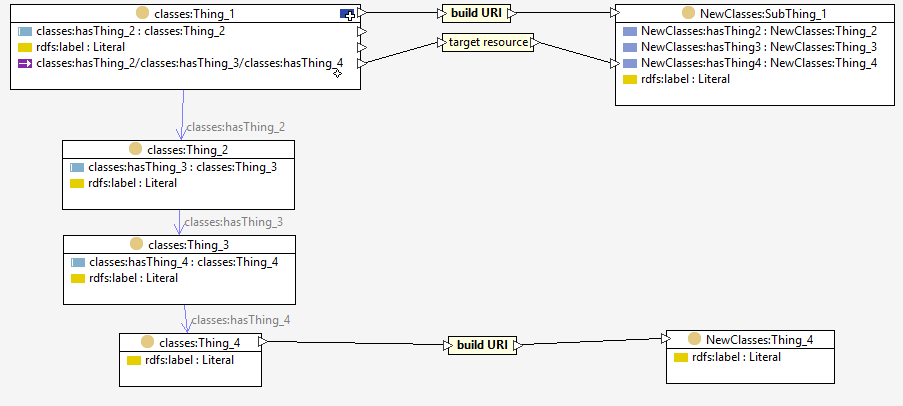 classes:Thing_1
classes:hasThing_2 : classes:Thing_2
rdfs:label : Literal
classes:hasThing_2/classes:hasThing_3/classes:hasThing_4
build URI
target resource
NewClasses:SubThing_1
NewClasses:hasThing2 : NewClasses:Thing_2
NewClasses:hasThing3 : NewClasses:Thing_3
NewClasses:hasThing4 : NewClasses:Thing_4
rdfs:label : Literal
classes:hasThing_2
classes:Thing_2
classes:hasThing_3 : classes:Thing_3
rdfs:label : Literal
classes:hasThing_3
classes:Thing_3
classes:hasThing_4 : classes:Thing_4
rdfs:label : Literal
classes:hasThing_4
classes:Thing_4
rdfs:label : Literal
build URI
NewClasses:Thing_4
rdfs:label : Literal